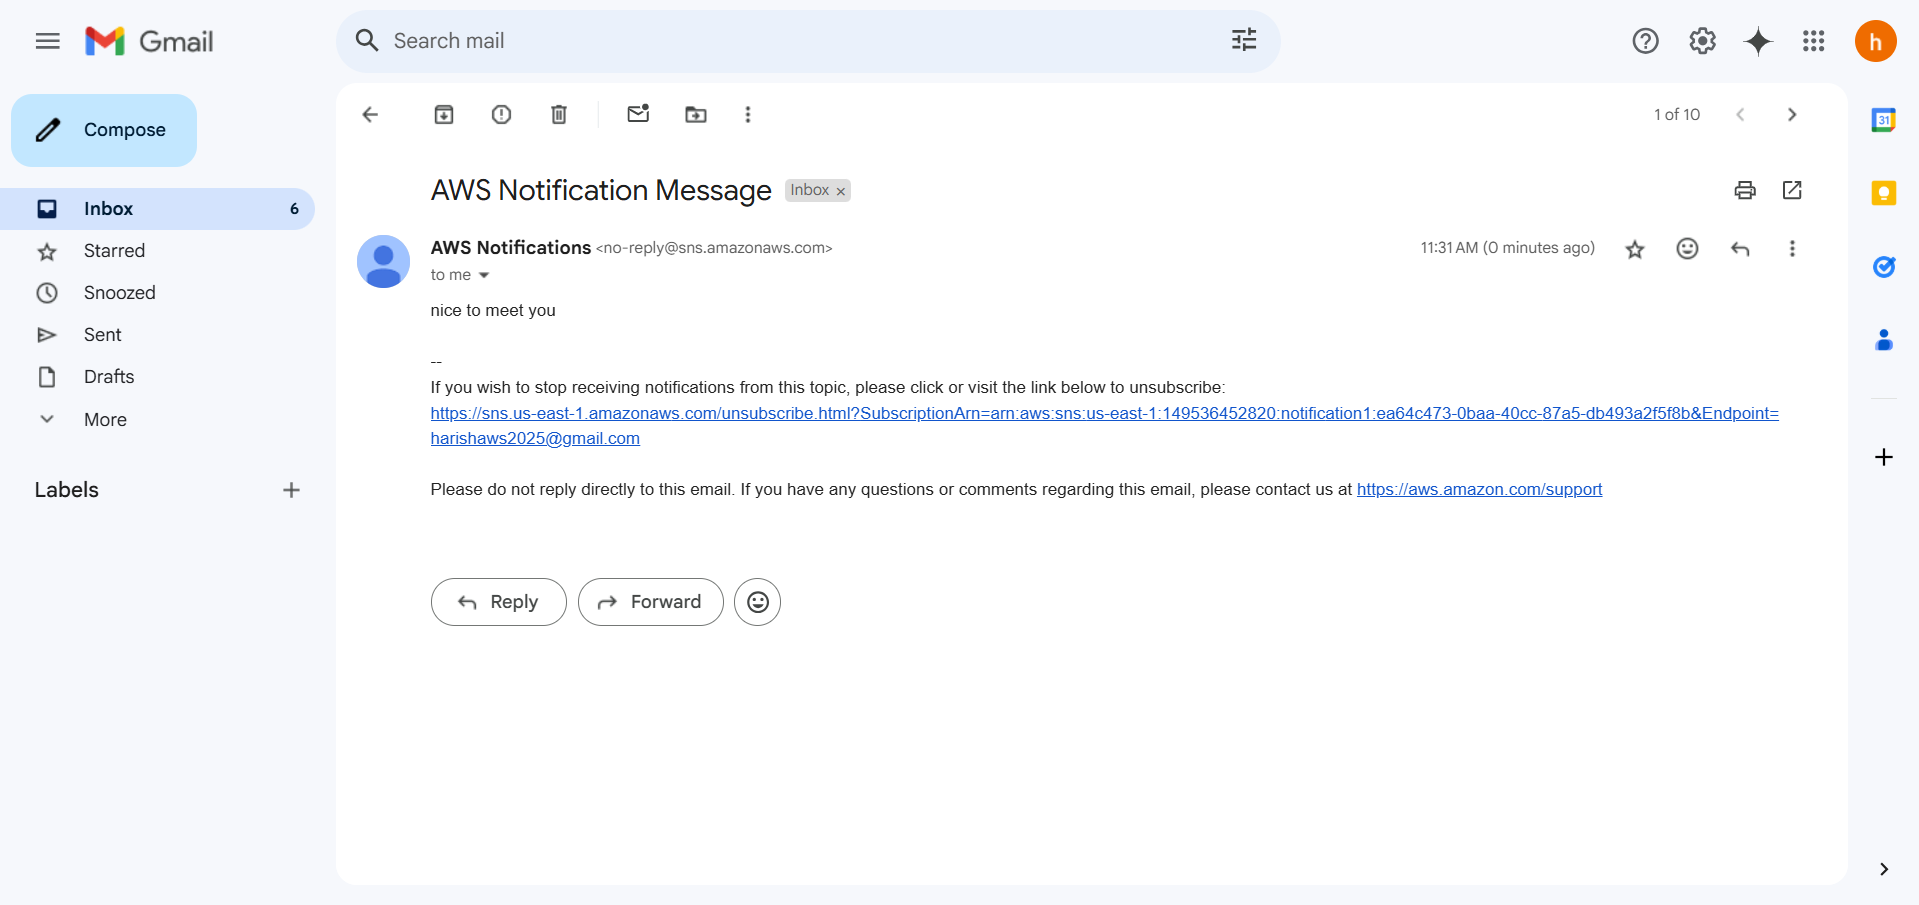 Gmail
Search mail
h
Compose
1 of 10
31
AWS Notification Message Inbox x
Inbox 6
Starred
AWS Notifications <no-reply@sns.amazonaws.com> 11:31 AM (0 minutes ago)
to me
Snoozed
nice to meet you
Sent
--
Drafts
If you wish to stop receiving notifications from this topic, please click or visit the link below to unsubscribe:
More
https://sns.us-east-1.amazonaws.com/unsubscribe.html?SubscriptionArn=arn:aws:sns:us-east-1:149536452820:notification1:ea64c473-0baa-40cc-87a5-db493a2f5f8b&Endpoint=
harishaws2025@gmail.com
Labels
Please do not reply directly to this email. If you have any questions or comments regarding this email, please contact us at https://aws.amazon.com/support
Reply Forward